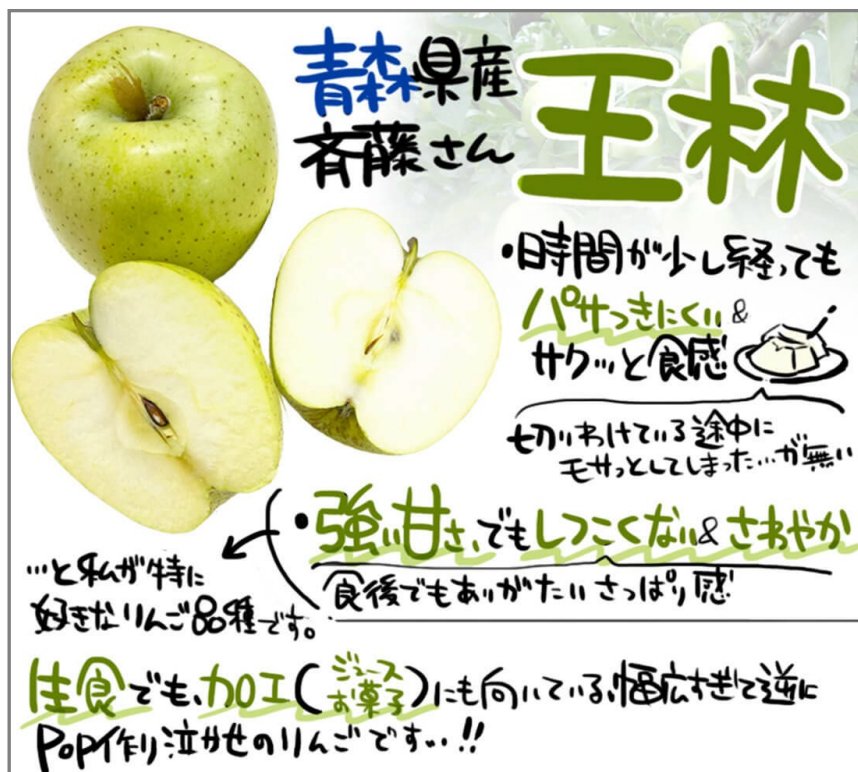 青森県産
斉藤さん
王林
・時間が少し経っても
パサつきにくい&
サクッと食感
切りわけている途中に
モサっとしてしまった…が無い
・強い甘さ、でもしつこくない&さわやか
食後でもありがたいさっぱり感
…と私が特に
好きなりんご品種です。
生食でも、加工(ジュースお菓子)にも向いている、幅広すぎて逆に
POP作り泣かせのりんごですぃ!!